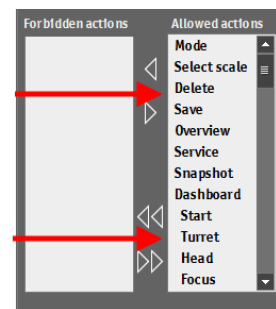 Forbidden actions
Allowed actions
Mode
Select scale
Delete
Save
Overview
Service
Snapshot
Dashboard
Start
Turret
Head
Focus